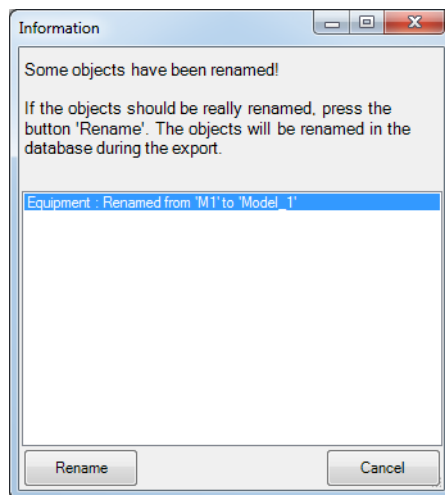 Information
Some objects have been renamed!
If the objects should be really renamed, press the
button 'Rename'. The objects will be renamed in the
database during the export.
Equipment : Renamed from 'M1' to 'Model_1'
Rename
Cancel